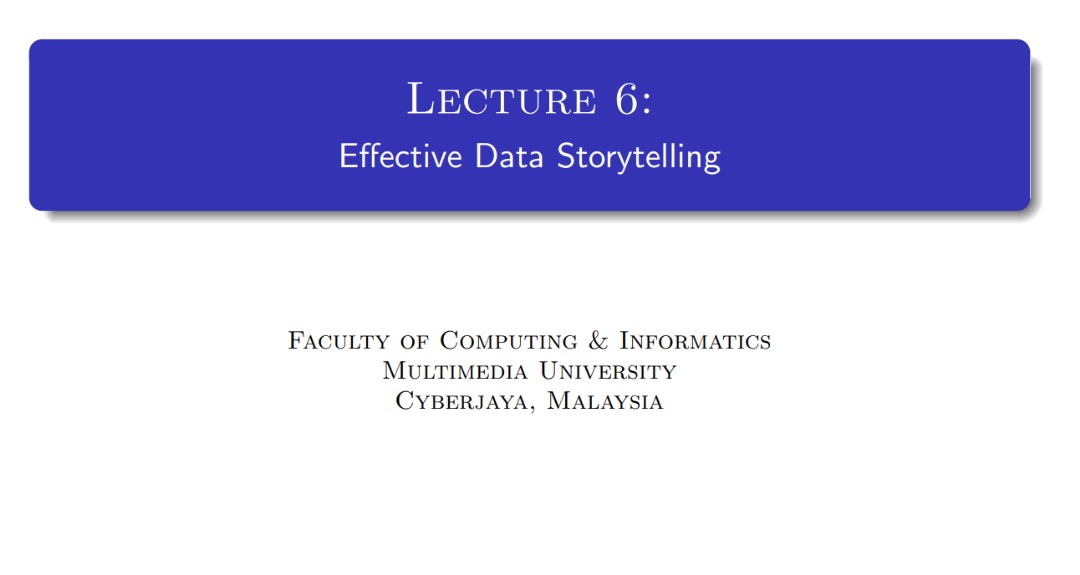 Lecture 6:
Effective Data Storytelling
Faculty of Computing & Informatics
Multimedia University
Cyberjaya, Malaysia